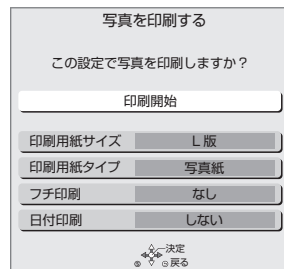 写真を印刷する
この設定で写真を印刷しますか？
印刷開始
印刷用紙サイズ L版
印刷用紙タイプ 写真紙
フチ印刷 なし
日付印刷 しない
決定
戻る